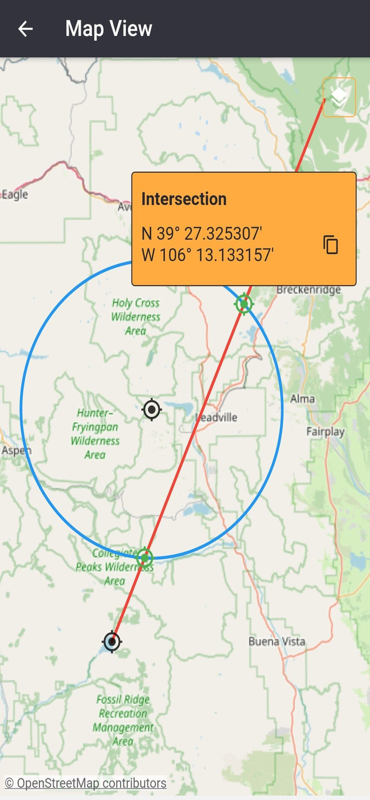 Map View
Intersection
N 39° 27.325307'
W 106° 13.133157'
Eagle
Av
Breckenridge
Holy Cross
Wilderness
Area
Alma
Hunter–
Fryingpan
Wilderness
Area
Leadville
Fairplay
Aspen
Collegiate
Peaks Wilderness
Area
Buena Vista
Fossil Ridge
Recreation
Management
Area
© OpenStreetMap contributors